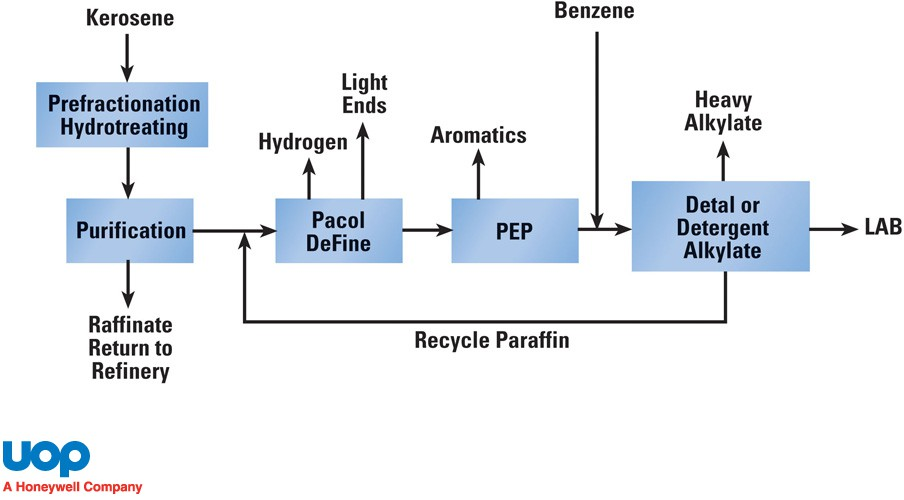 Kerosene
Benzene
Prefractionation
Hydrotreating
Light
Ends
Hydrogen
Aromatics
Heavy
Alkylate
Purification
Pacol
DeFine
PEP
Detal or
Detergent
Alkylate
LAB
Raffinate
Return to
Refinery
Recycle Paraffin
uop
A Honeywell Company